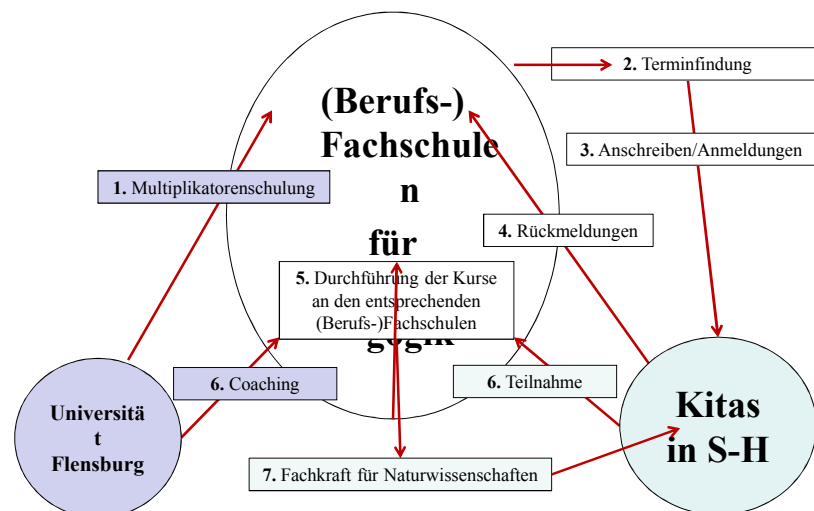 (Berufs-)
Fachschule
n
für
gogik
2. Terminfindung
3. Anschreiben/Anmeldungen
1. Multiplikatorenschulung
4. Rückmeldungen
5. Durchführung der Kurse
an den entsprechenden
(Berufs-)Fachschulen
6. Coaching
6. Teilnahme
Universitä
t
Flensburg
Kitas
in S-H
7. Fachkraft für Naturwissenschaften